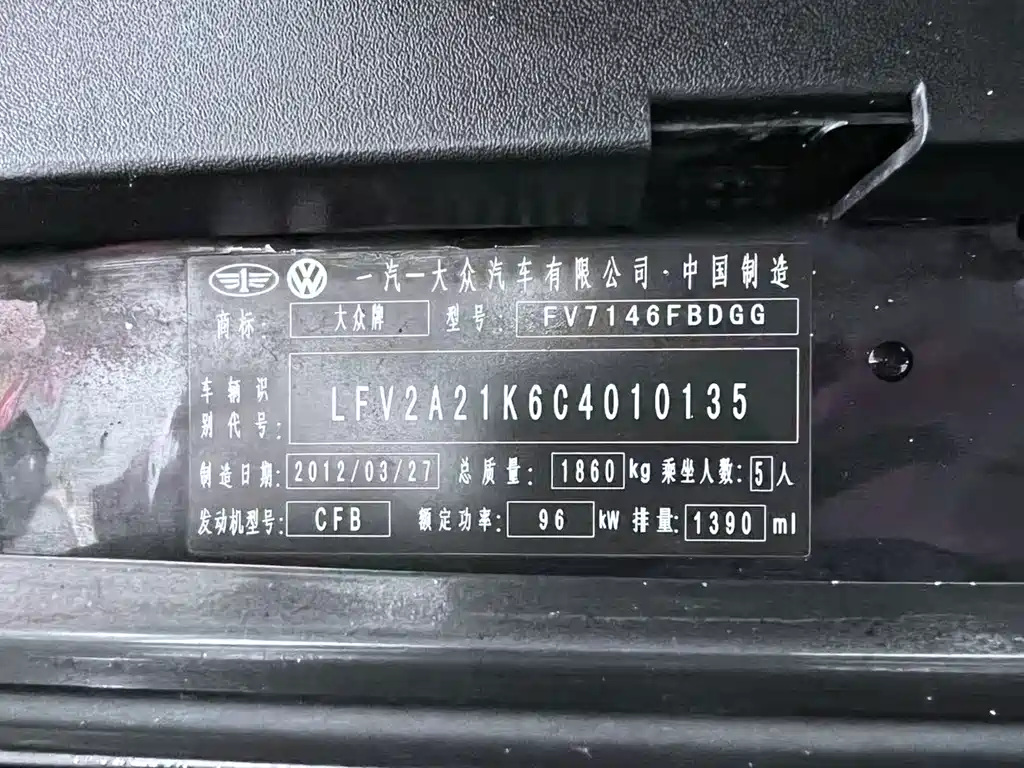 一汽一大众汽车有限公司·中国制造
商标: 大众牌 型号 FV7146FBDGG
车辆识别代号: LFV2A21K6C4010135
制造日期: 2012/03/27 总质量: 1860 kg 乘坐人数: 5 人
发动机型号: CFB 额定功率: 96 kW 排量: 1390 ml